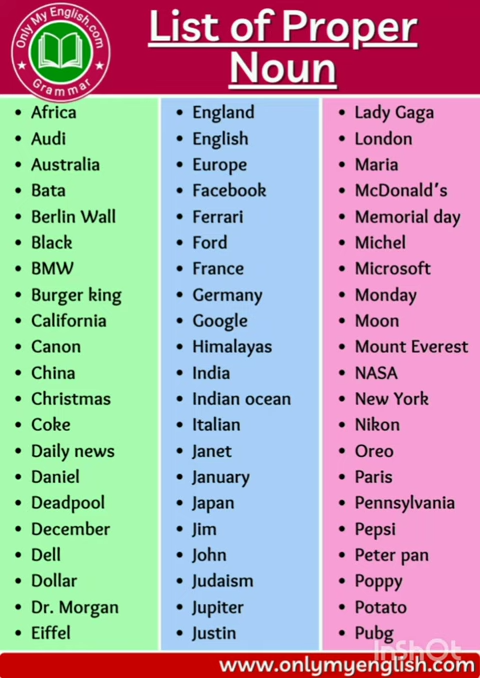 Only My English.com
Grammar
List of Proper
Noun
Africa
Audi
Australia
Bata
Berlin Wall
Black
BMW
Burger king
California
Canon
China
Christmas
Coke
Daily news
Daniel
Deadpool
December
Dell
Dollar
Dr. Morgan
Eiffel
England
English
Europe
Facebook
Ferrari
Ford
France
Germany
Google
Himalayas
India
Indian ocean
Italian
Janet
January
Japan
Jim
John
Judaism
Jupiter
Justin
Lady Gaga
London
Maria
McDonald's
Memorial day
Michel
Microsoft
Monday
Moon
Mount Everest
NASA
New York
Nikon
Oreo
Paris
Pennsylvania
Pepsi
Peter pan
Poppy
Potato
Pubg
InShOt
www.onlymyenglish.com